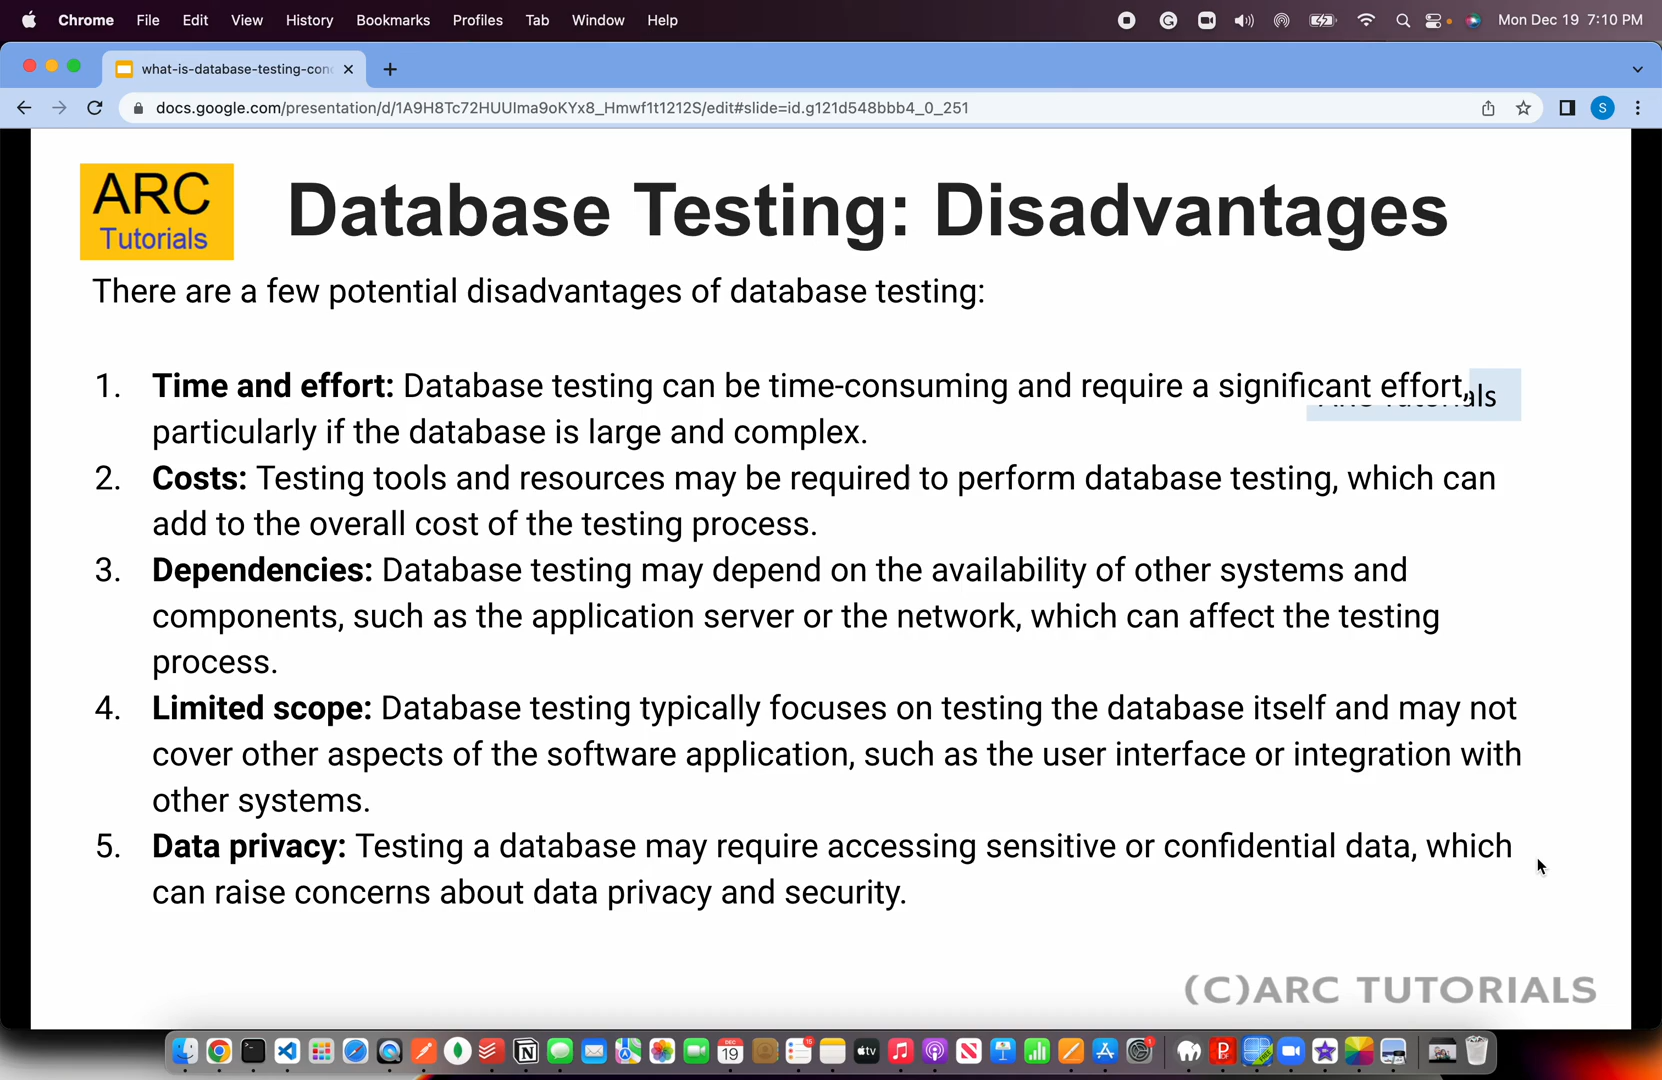 Chrome File Edit View History Bookmarks Profiles Tab Window Help Mon Dec 19 7:10 PM
what-is-database-testing-con
docs.google.com/presentation/d/1A9H8Tc72HUUIma9oKYx8_Hmwf1t1212S/edit#slide=id.g121d548bbb4_0_251
S
ARC
Tutorials
Database Testing: Disadvantages
There are a few potential disadvantages of database testing:
1. Time and effort: Database testing can be time-consuming and require a significant effort,
particularly if the database is large and complex.
2. Costs: Testing tools and resources may be required to perform database testing, which can
add to the overall cost of the testing process.
3. Dependencies: Database testing may depend on the availability of other systems and
components, such as the application server or the network, which can affect the testing
process.
4. Limited scope: Database testing typically focuses on testing the database itself and may not
cover other aspects of the software application, such as the user interface or integration with
other systems.
5. Data privacy: Testing a database may require accessing sensitive or confidential data, which
can raise concerns about data privacy and security.
(C)ARC TUTORIALS
DEC
19
tv